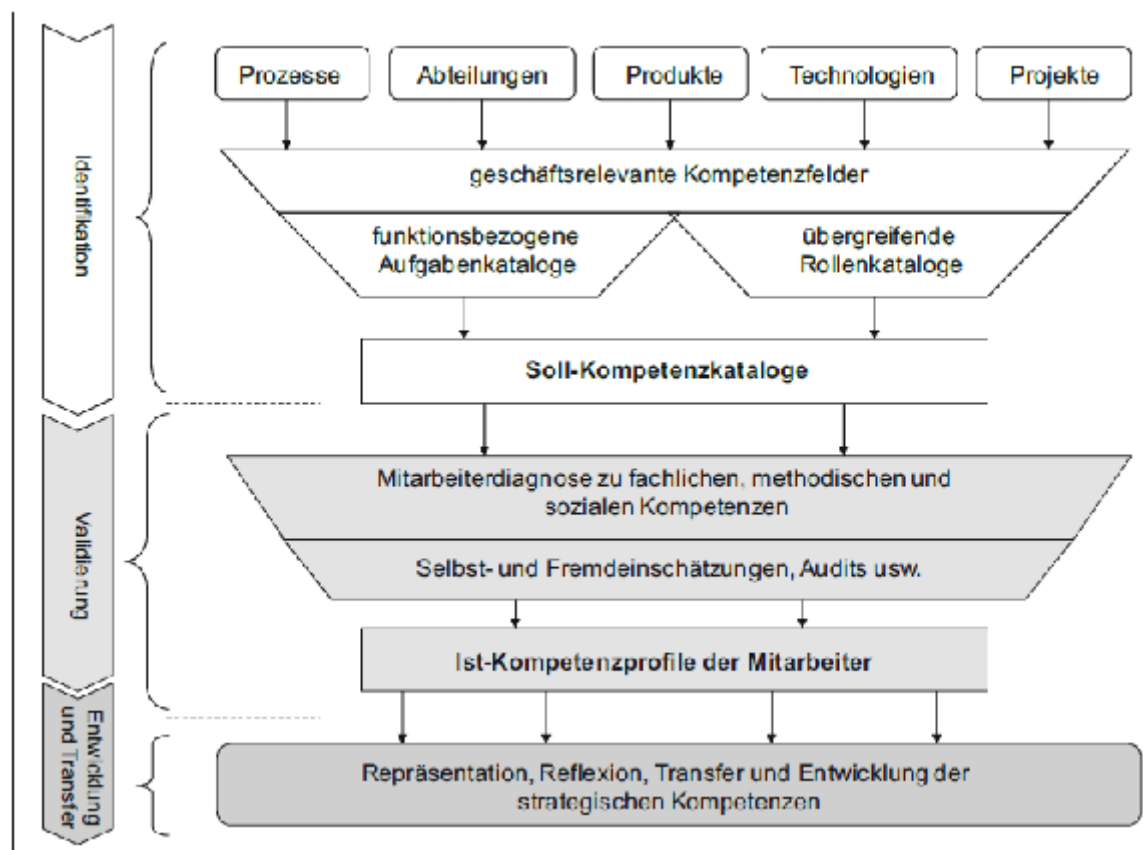 Identifikation
Prozesse
Abteilungen
Produkte
Technologien
Projekte
geschäftsrelevante Kompetenzfelder
funktionsbezogene
Aufgabenkataloge
übergreifende
Rollenkataloge
Soll-Kompetenzkataloge
Validierung
Mitarbeiterdiagnose zu fachlichen, methodischen und
sozialen Kompetenzen
Selbst- und Fremdeinschätzungen, Audits usw.
Ist-Kompetenzprofile der Mitarbeiter
Entwicklung
und Transfer
Repräsentation, Reflexion, Transfer und Entwicklung der
strategischen Kompetenzen